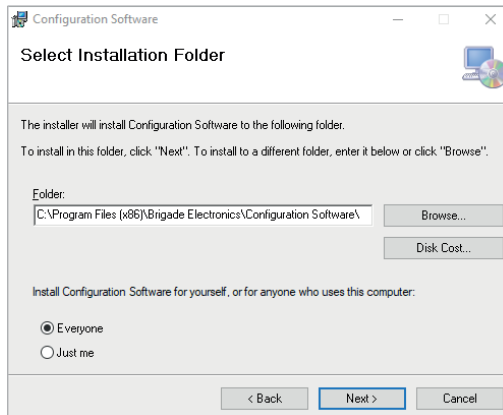 Configuration Software
Select Installation Folder
The installer will install Configuration Software to the following folder.
To install in this folder, click "Next". To install to a different folder, enter it below or click "Browse".
Folder:
C:\Program Files (x86)\Brigade Electronics\Configuration Software\
Browse...
Disk Cost...
Install Configuration Software for yourself, or for anyone who uses this computer:
Everyone
Just me
< Back
Next >
Cancel